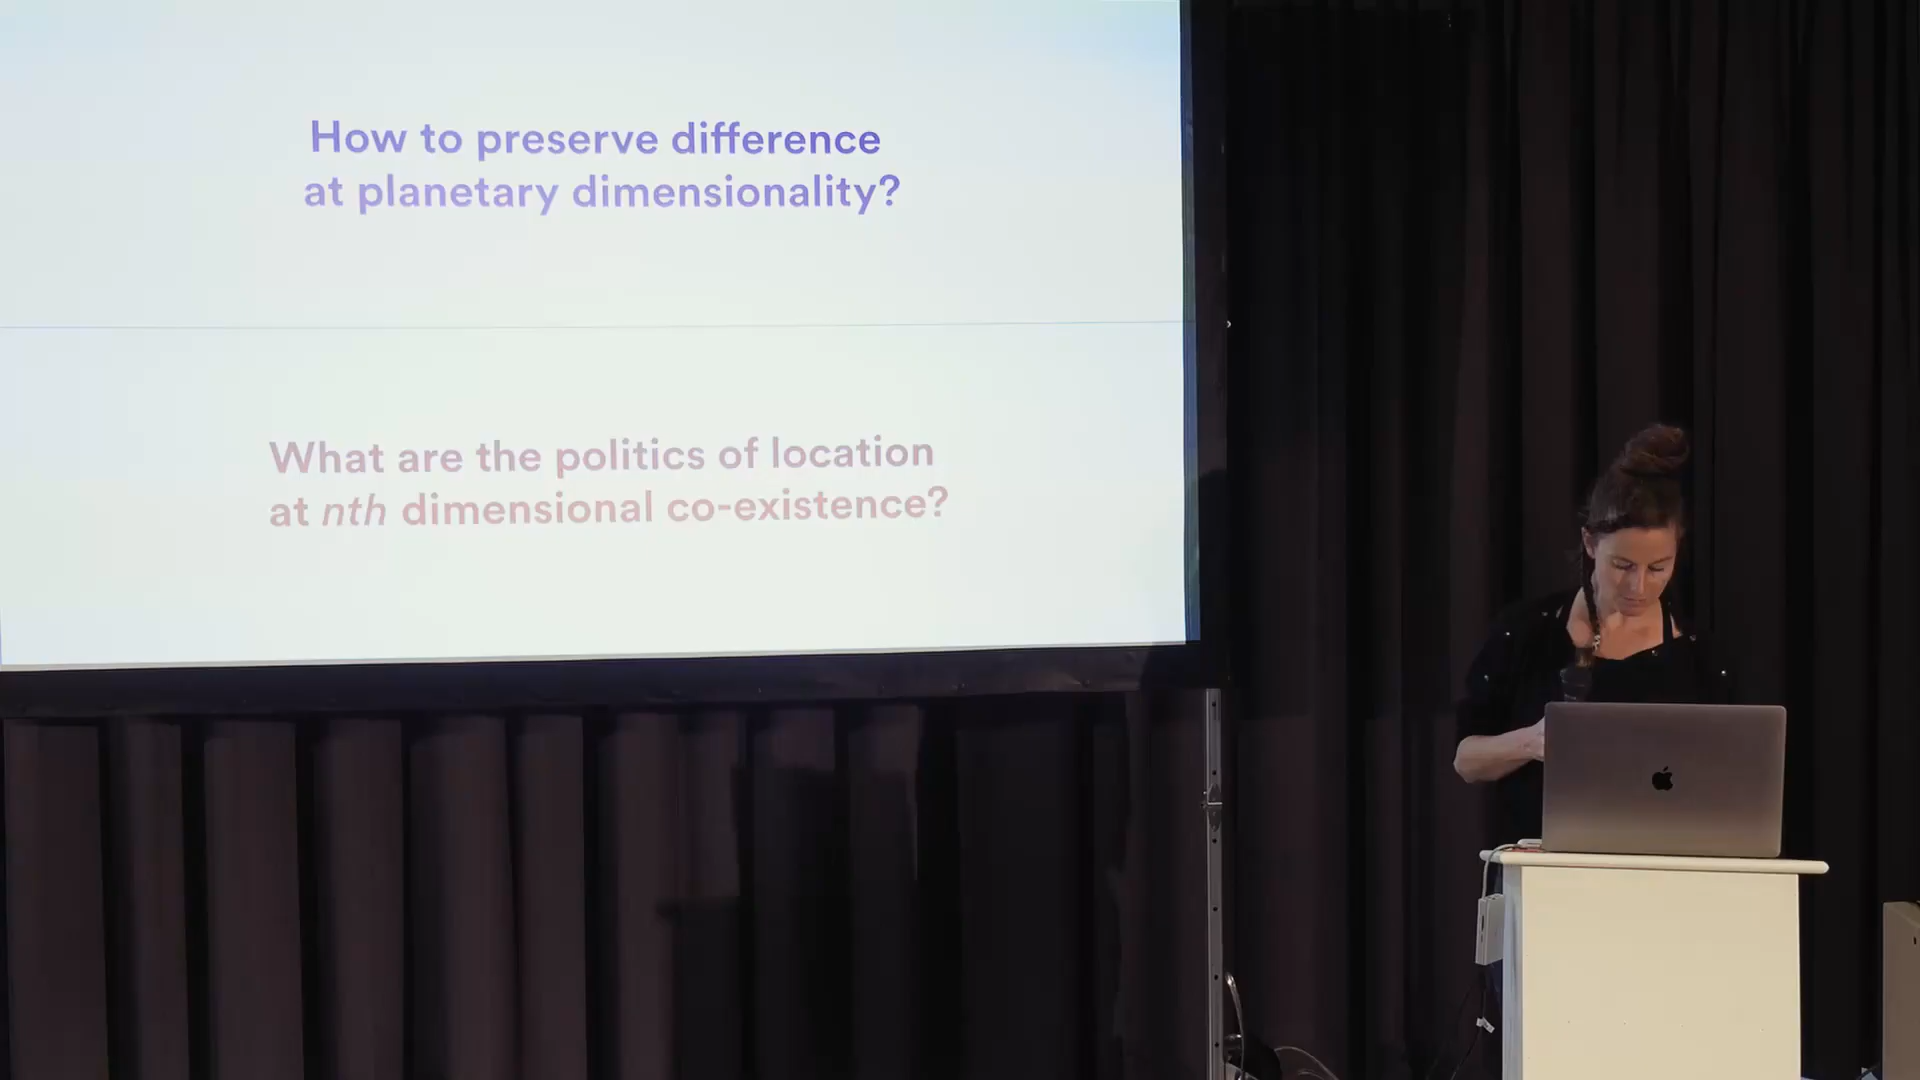 How to preserve difference
at planetary dimensionality?
What are the politics of location
at nth dimensional co-existence?